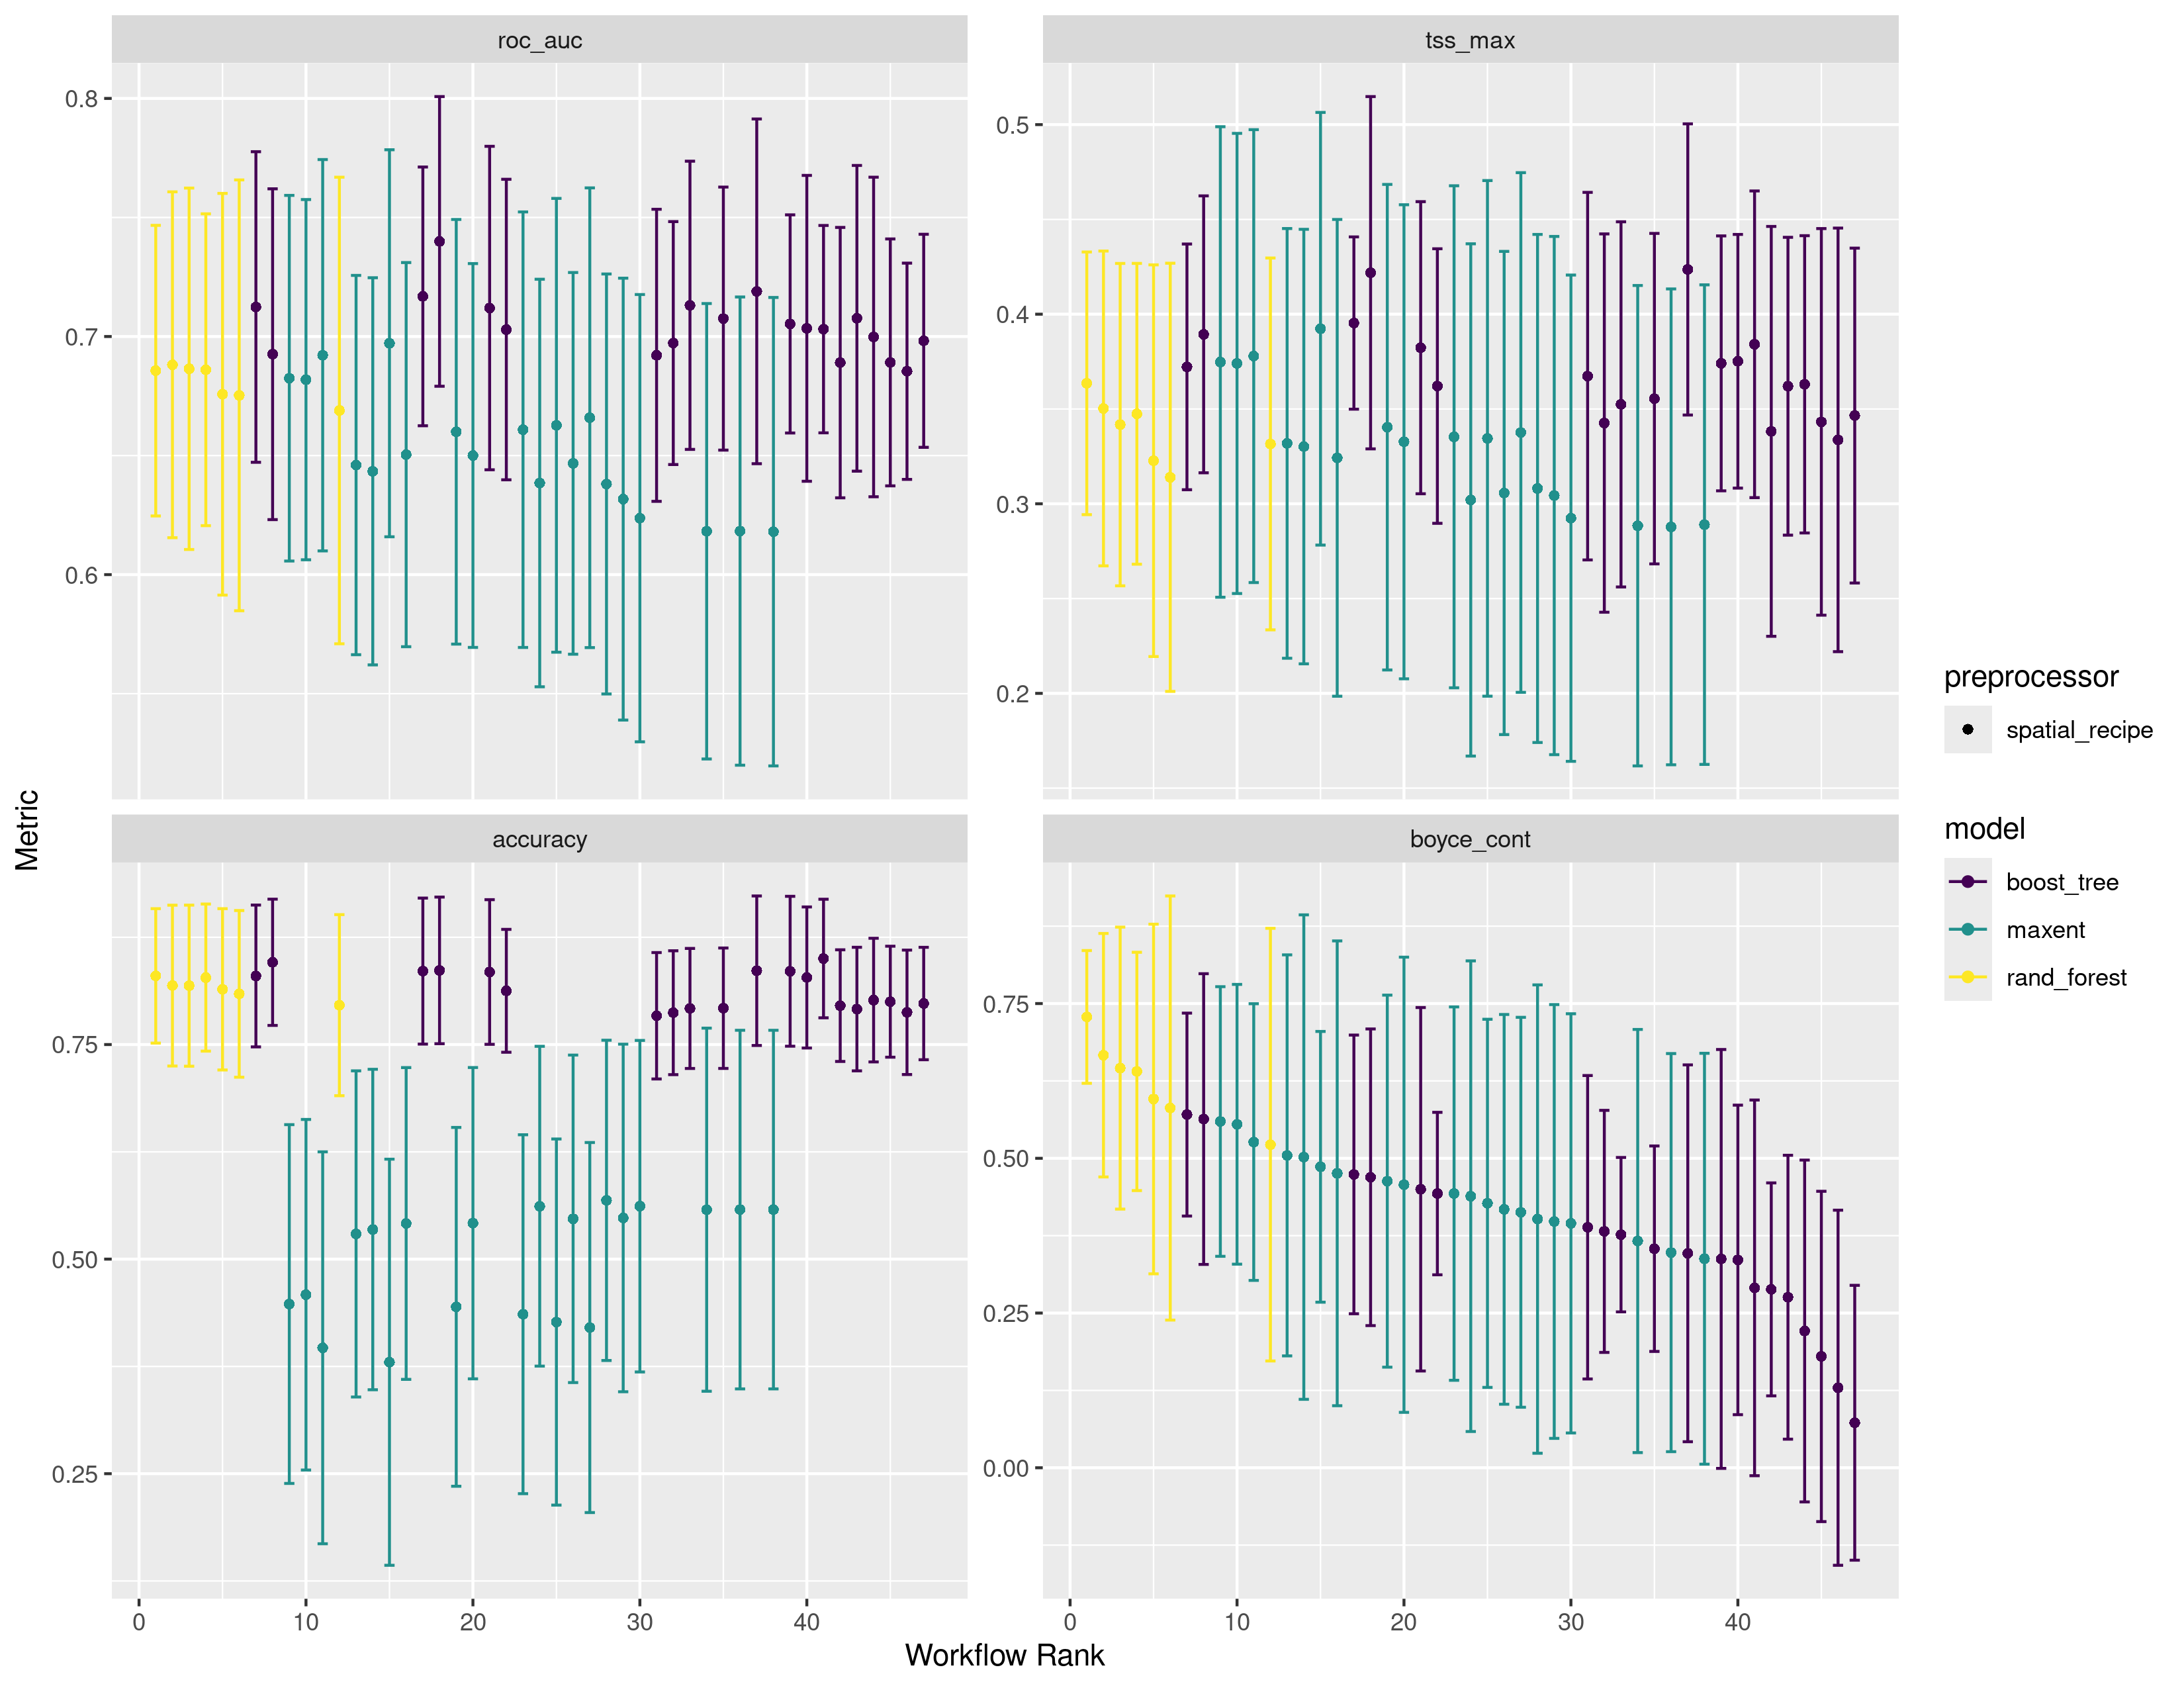 roc_auc
tss_max
0.8
0.7
0.6
0.5
0.4
0.3
0.2
Metric
accuracy
boyce_cont
0.75
0.50
0.25
0.75
0.50
0.25
0.00
0 10 20 30 40
0 10 20 30 40
Workflow Rank
preprocessor
spatial_recipe
model
boost_tree
maxent
rand_forest